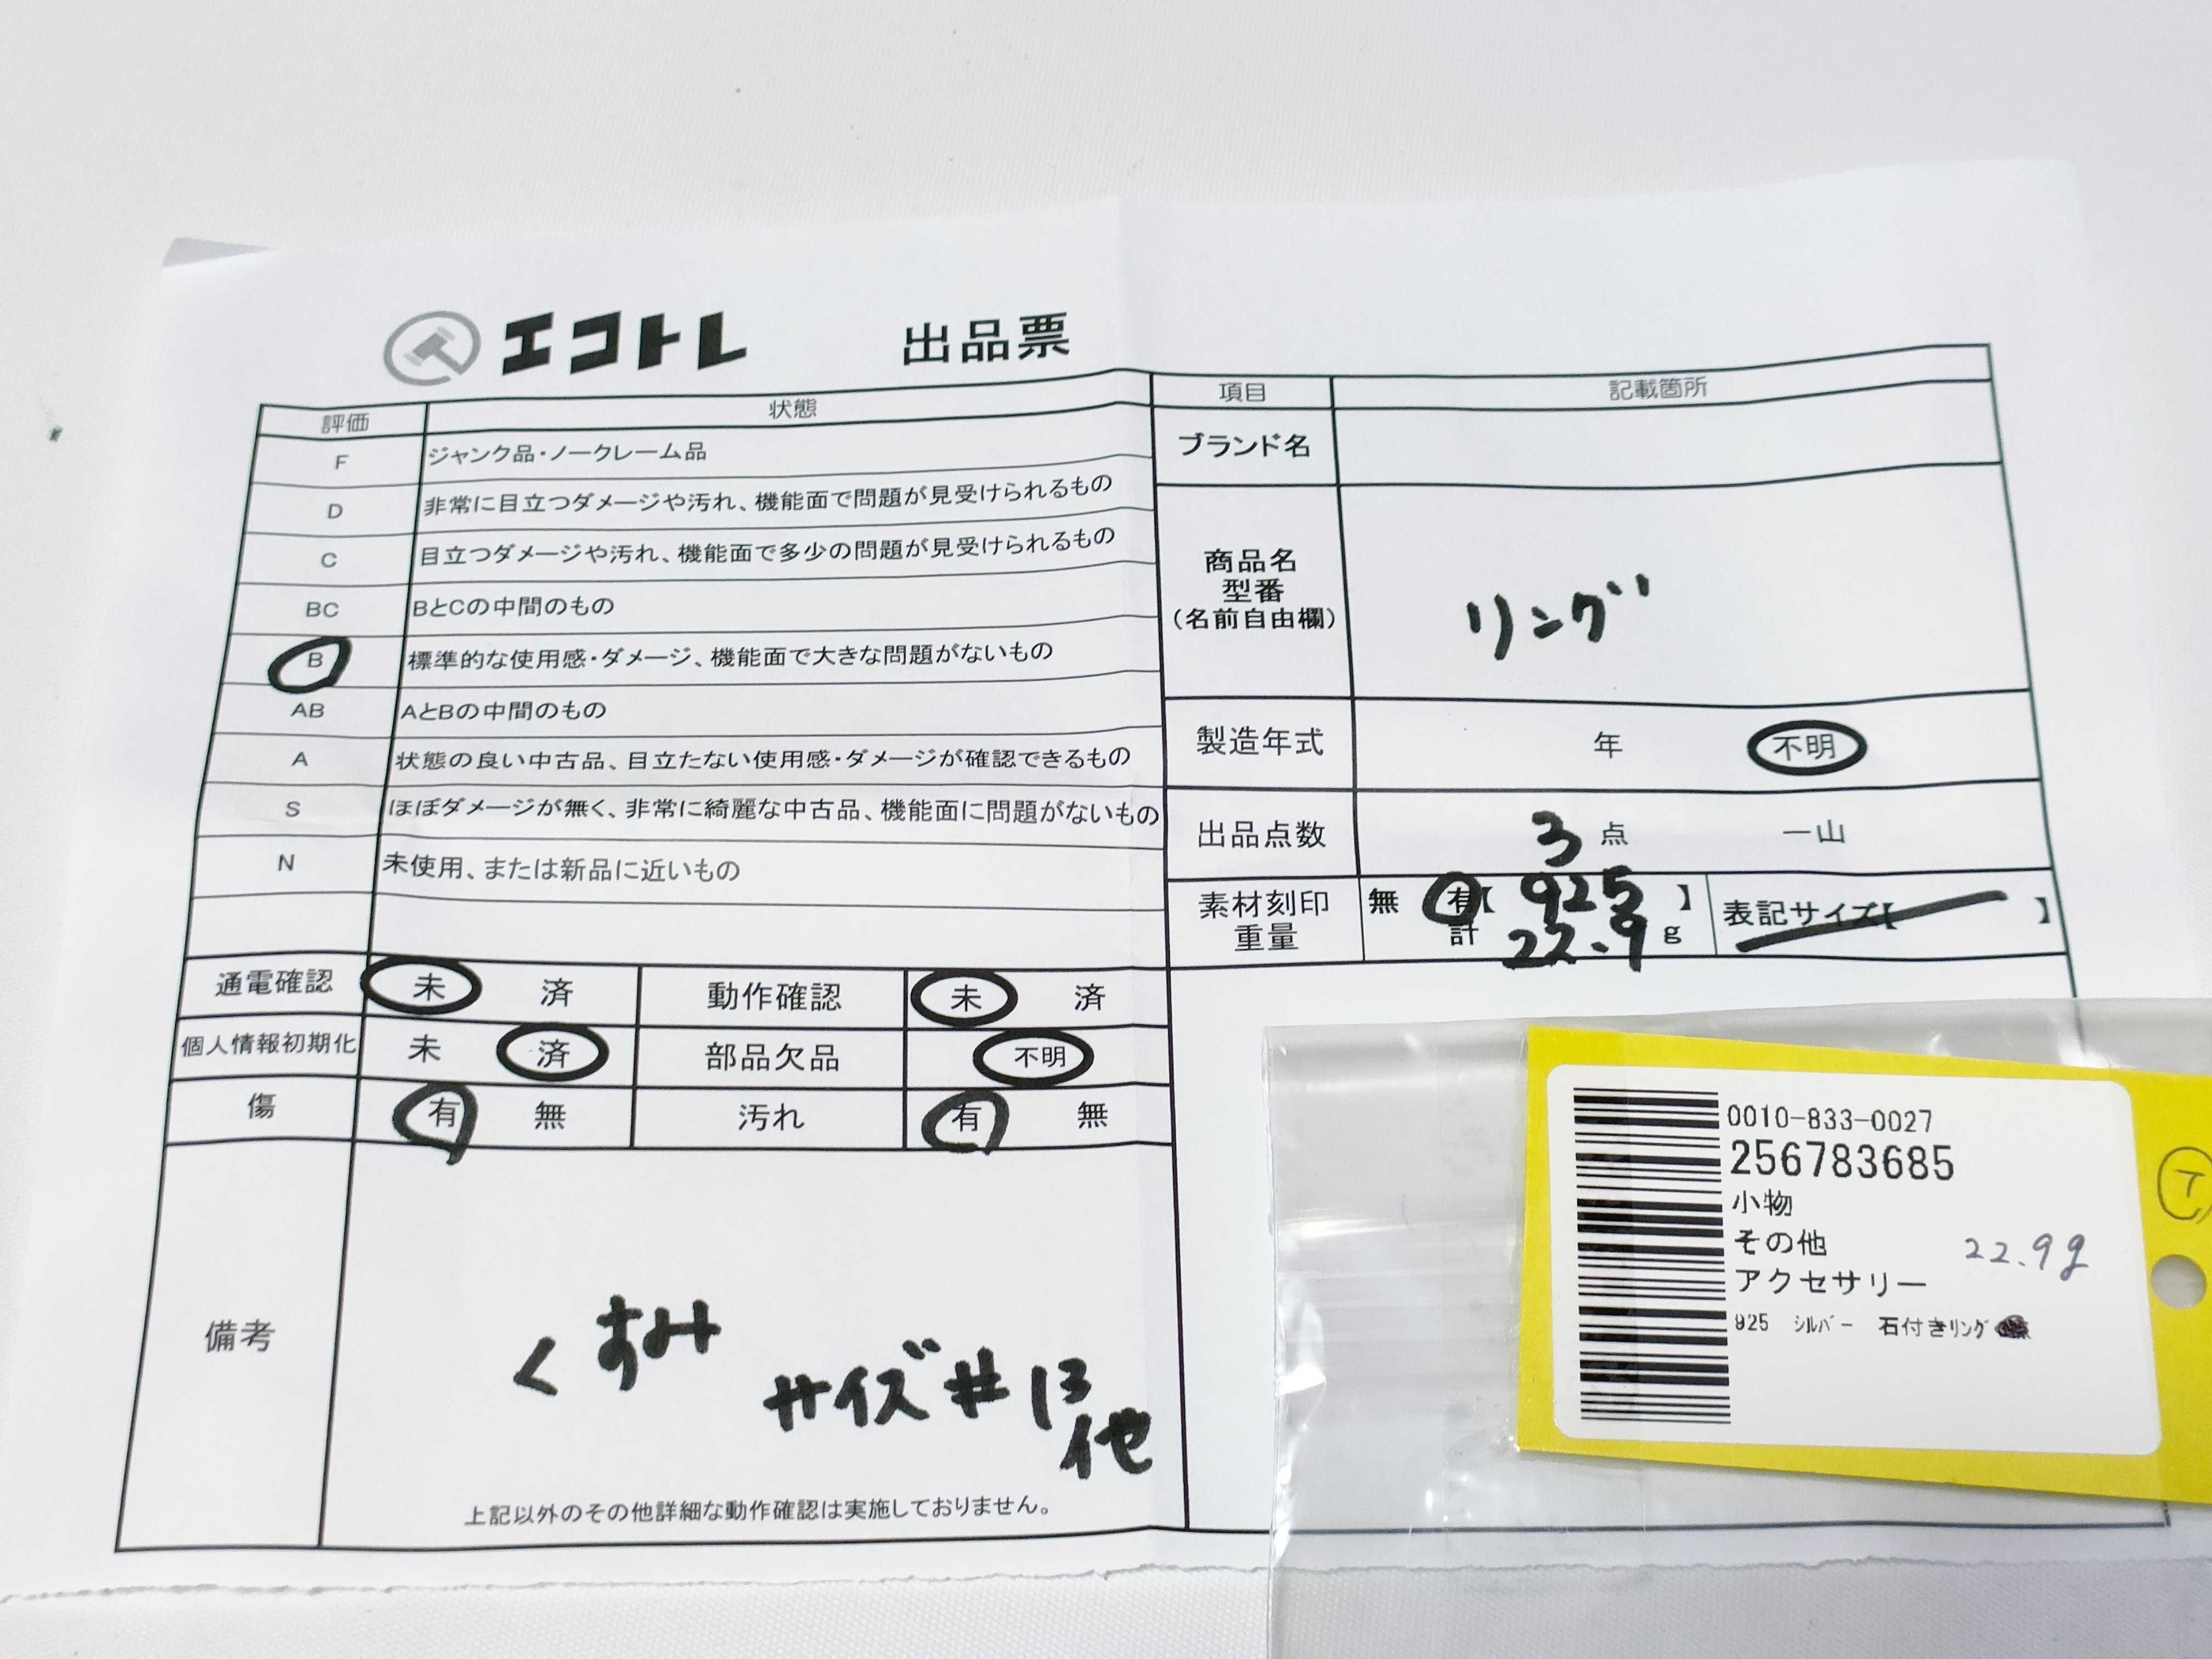 エコトレ 出品票
評価 状態
F ジャンク品・ノークレーム品
D 非常に目立つダメージや汚れ、機能面で問題が見受けられるもの
C 目立つダメージや汚れ、機能面で多少の問題が見受けられるもの
BC BとCの中間のもの
B 標準的な使用感・ダメージ、機能面で大きな問題がないもの
AB AとBの中間のもの
A 状態の良い中古品、目立たない使用感・ダメージが確認できるもの
S ほぼダメージが無く、非常に綺麗な中古品、機能面に問題がないもの
N 未使用、または新品に近いもの
項目 記載箇所
ブランド名
商品名
型番
(名前自由欄)
リング
製造年式 年 不明
出品点数 3 点 一山
素材刻印 無 有【 925 】 表記サイズ【 】
重量 計 22.9 g
通電確認 未 済 動作確認 未 済
個人情報初期化 未 済 部品欠品 不明
傷 有 無 汚れ 有 無
備考
くすみ
サイズ#13
他
上記以外のその他詳細な動作確認は実施しておりません。
0010-833-0027
256783685
小物
その他
アクセサリー
22.9g
925 シルバー 石付きリング